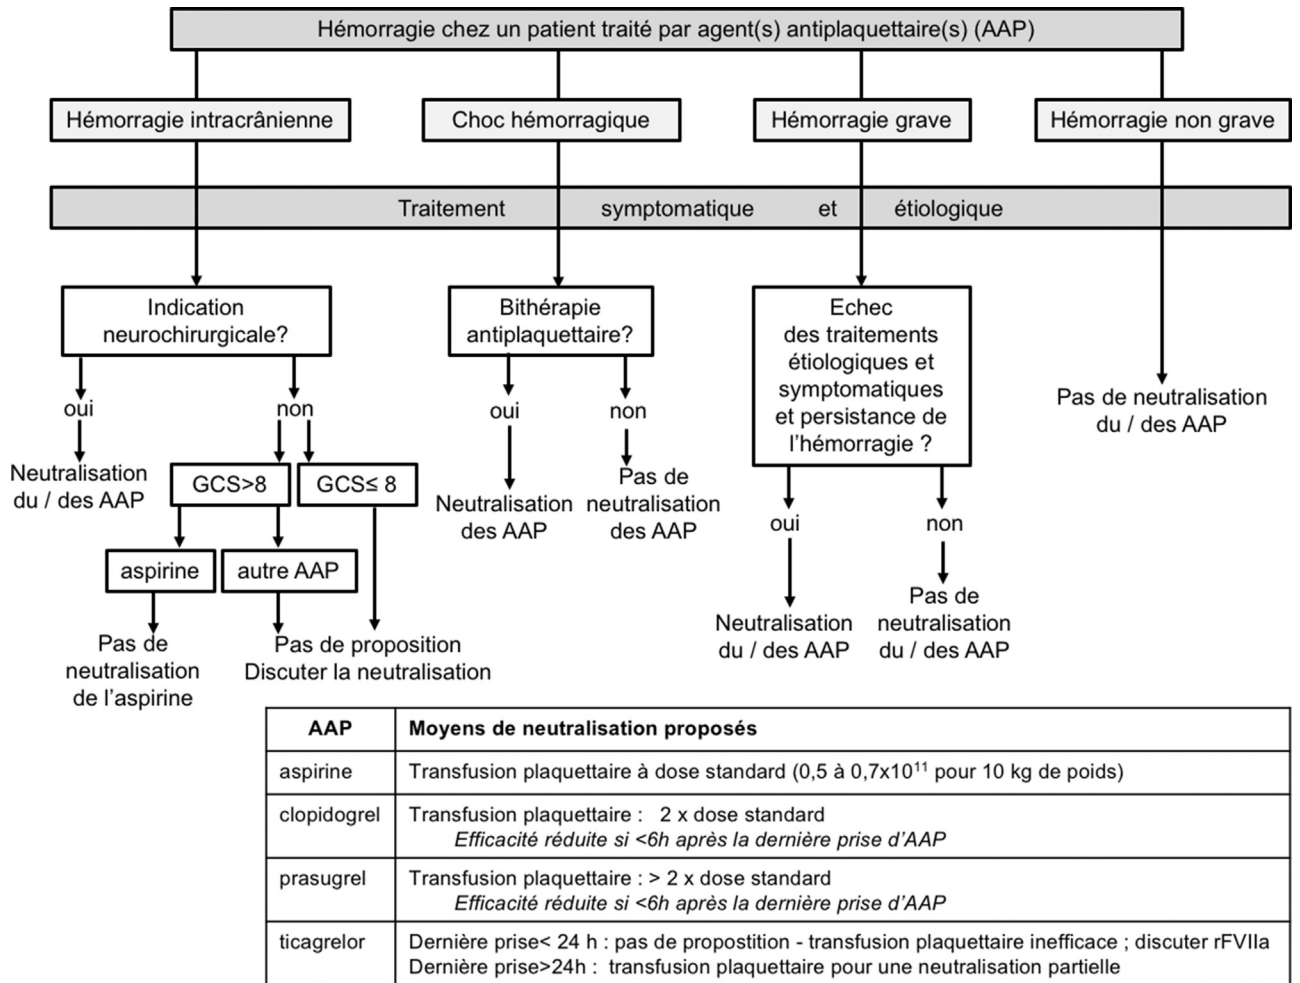 Hémorragie chez un patient traité par agent(s) antiplaquettaire(s) (AAP)
Hémorragie intracrânienne
Choc hémorragique
Hémorragie grave
Hémorragie non grave
Traitement symptomatique et étiologique
Indication
neurochirurgicale?
oui
non
Neutralisation
du / des AAP
GCS>8
GCS≤ 8
aspirine
autre AAP
Pas de
neutralisation
de l'aspirine
Pas de proposition
Discuter la neutralisation
Bithérapie
antiplaquettaire?
oui
non
Neutralisation
des AAP
Pas de
neutralisation
des AAP
Echec
des traitements
étiologiques et
symptomatiques
et persistance de
l'hémorragie ?
oui
non
Neutralisation
du / des AAP
Pas de
neutralisation
du / des AAP
Pas de neutralisation
du / des AAP
AAP Moyens de neutralisation proposés
aspirine Transfusion plaquettaire à dose standard (0,5 à 0,7x10¹¹ pour 10 kg de poids)
clopidogrel Transfusion plaquettaire : 2 x dose standard
Efficacité réduite si <6h après la dernière prise d'AAP
prasugrel Transfusion plaquettaire : > 2 x dose standard
Efficacité réduite si <6h après la dernière prise d'AAP
ticagrelor Dernière prise< 24 h : pas de propostition - transfusion plaquettaire inefficace ; discuter rFVIIa
Dernière prise>24h : transfusion plaquettaire pour une neutralisation partielle